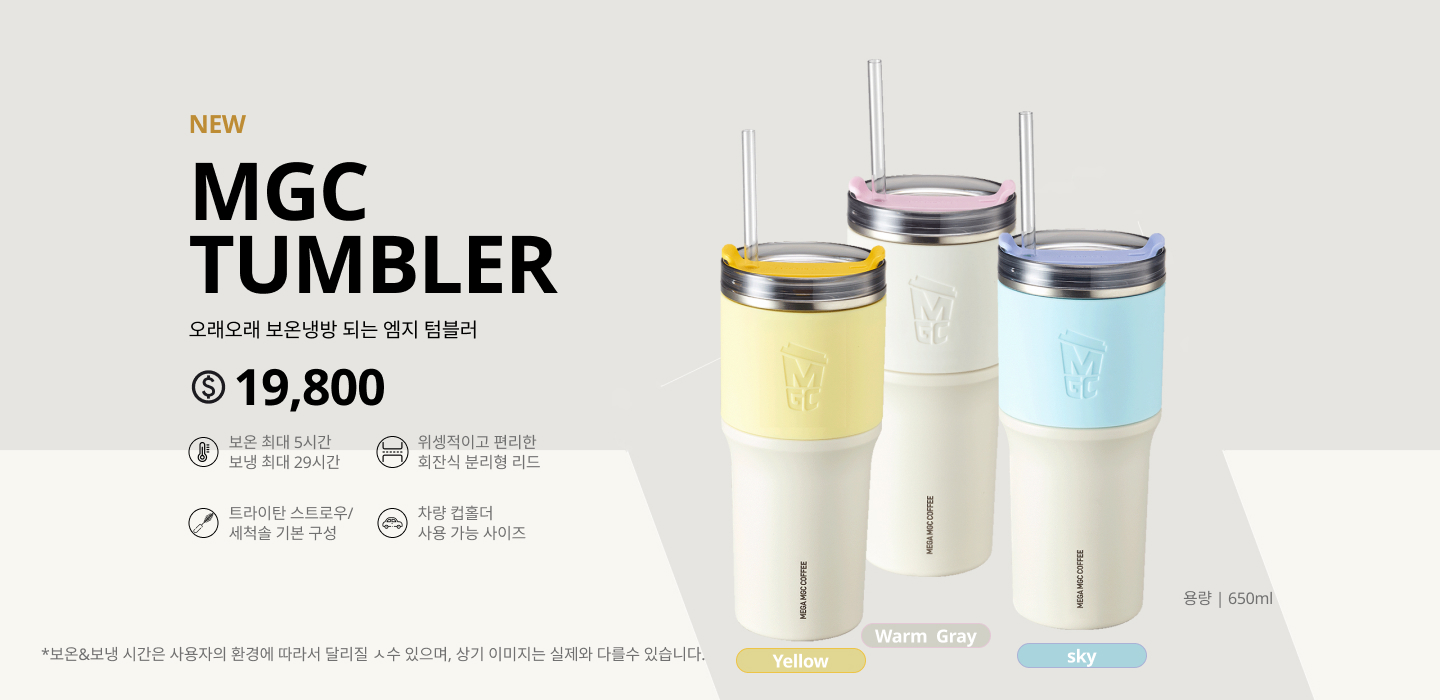 NEW
MGC
TUMBLER
오래오래 보온냉방 되는 엠지 텀블러
$ 19,800
보온 최대 5시간
보냉 최대 29시간
위셍적이고 편리한
회잔식 분리형 리드
트라이탄 스트로우/
세척솔 기본 구성
차량 컵홀더
사용 가능 사이즈
M
GC
M
GC
M
GC
MEGA MGC COFFEE
MEGA MGC COFFEE
MEGA MGC COFFEE
용량 | 650ml
Warm Gray
Yellow
sky
*보온&보냉 시간은 사용자의 환경에 따라서 달리질 ㅅ수 있으며, 상기 이미지는 실제와 다를수 있습니다.